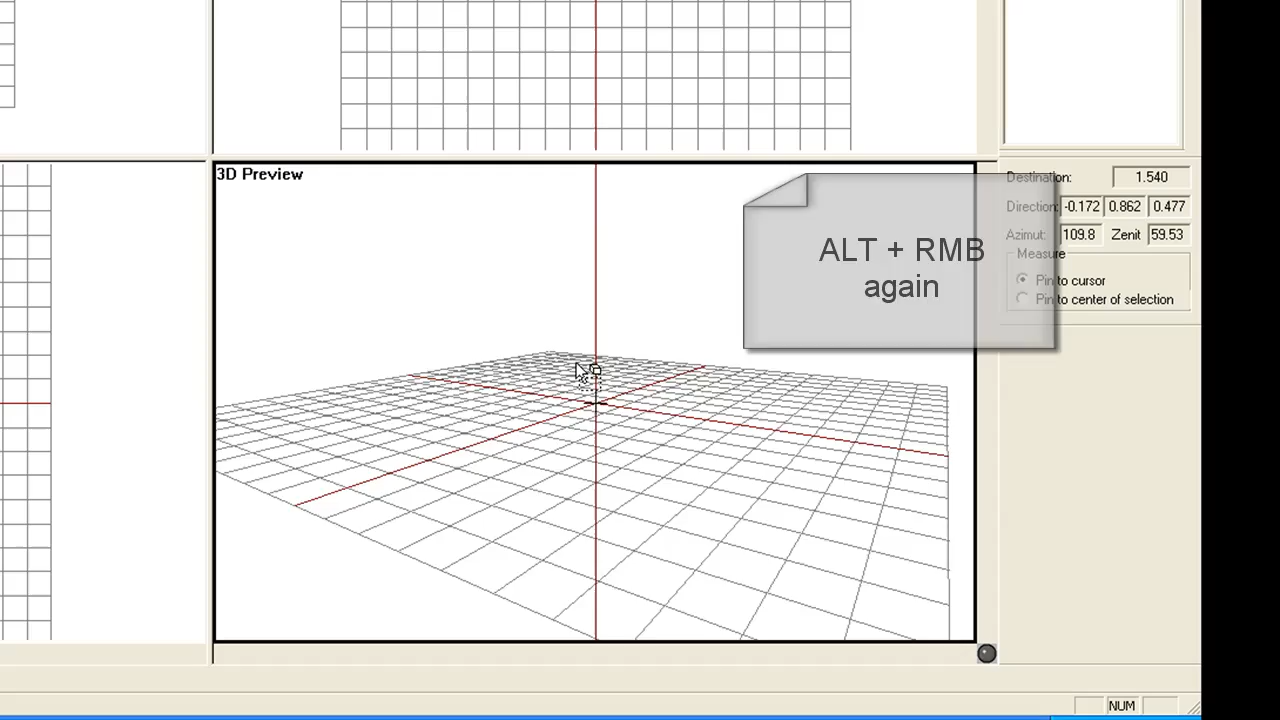 3D Preview
ALT + RMB
again
Destination: 1.540
Direction: -0.172 0.862 0.477
Azimut: 109.8 Zenit 59.53
Measure
Pin to cursor
Pin to center of selection
NUM